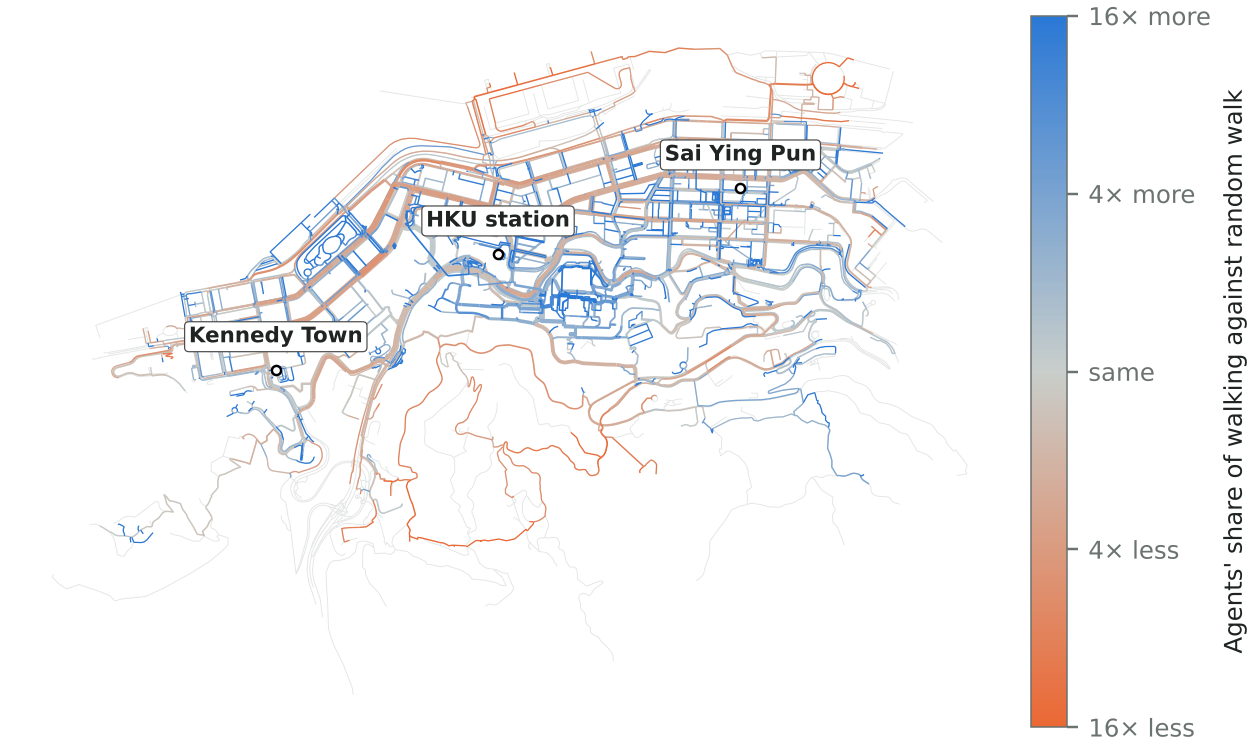 Sai Ying Pun
HKU station
Kennedy Town
16× more
4× more
same
4× less
16× less
Agents' share of walking against random walk